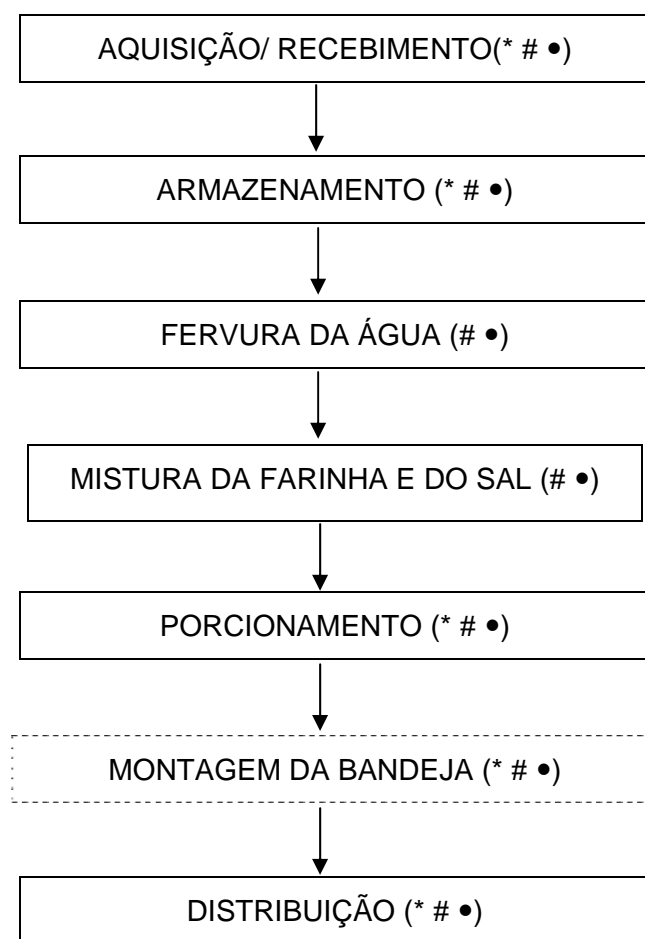 AQUISIÇÃO/ RECEBIMENTO(* # ●)
ARMAZENAMENTO (* # ●)
FERVURA DA ÁGUA (# ●)
MISTURA DA FARINHA E DO SAL (# ●)
PORCIONAMENTO (* # ●)
MONTAGEM DA BANDEJA (* # ●)
DISTRIBUIÇÃO (* # ●)